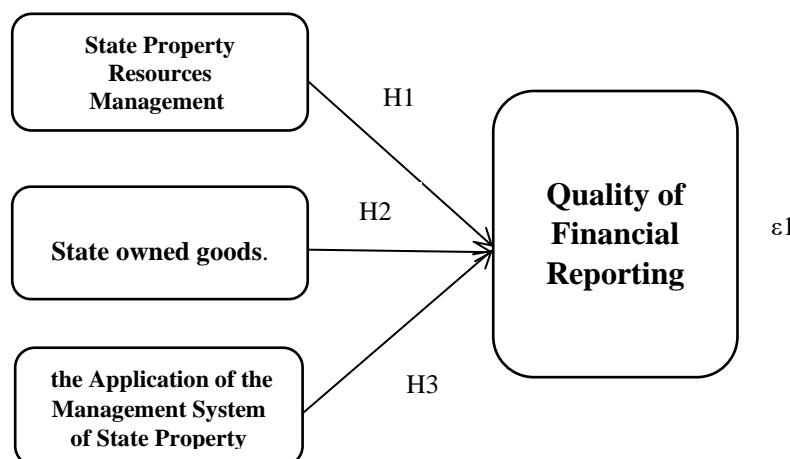 State Property
Resources
Management
H1
H2
State owned goods.
Quality of
Financial
Reporting
ε1
the Application of the
Management System
of State Property
H3